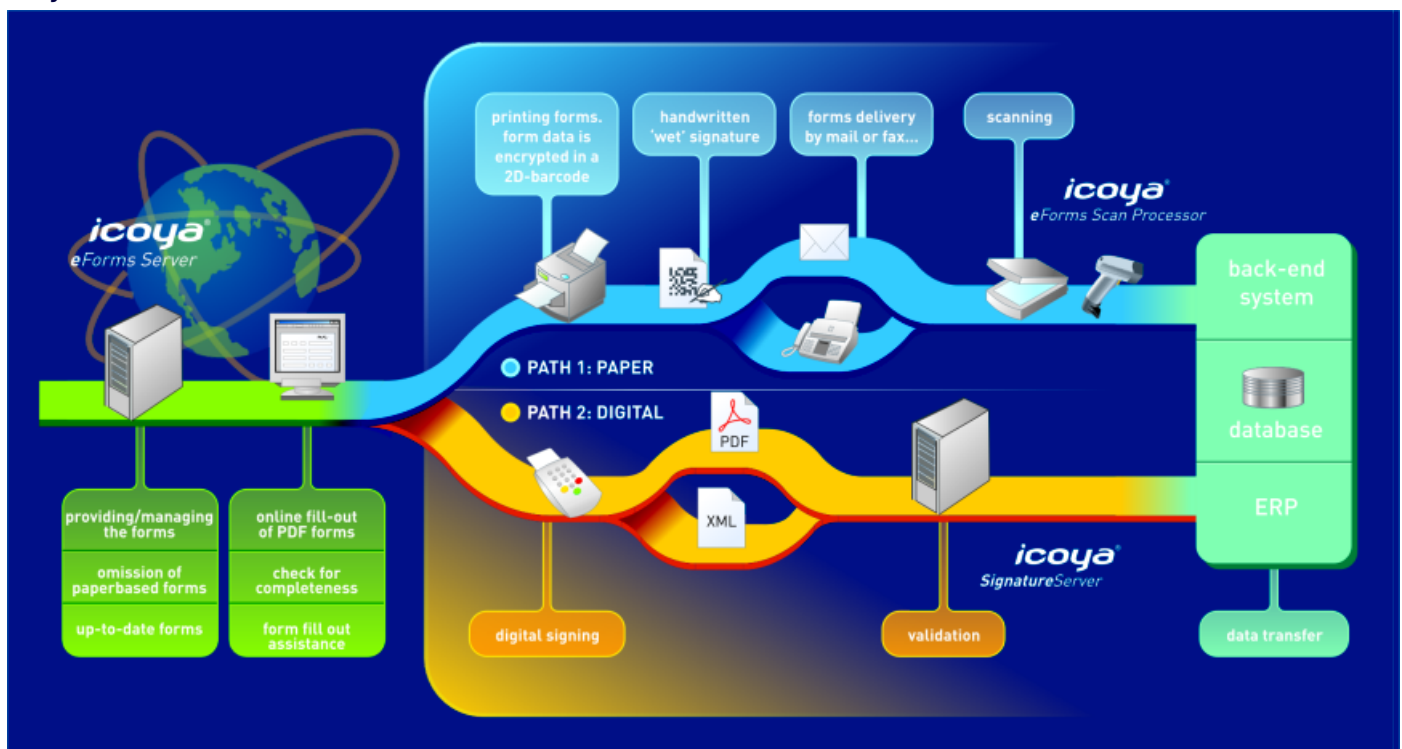 printing forms.
form data is
encrypted in a
2D-barcode
handwritten
'wet' signature
forms delivery
by mail or fax...
scanning
icoya®
eForms Scan Processor
icoya®
eForms Server
back-end
system
PATH 1: PAPER
PATH 2: DIGITAL
PDF
XML
database
ERP
providing/managing
the forms
omission of
paperbased forms
up-to-date forms
online fill-out
of PDF forms
check for
completeness
form fill out
assistance
icoya®
SignatureServer
digital signing
validation
data transfer